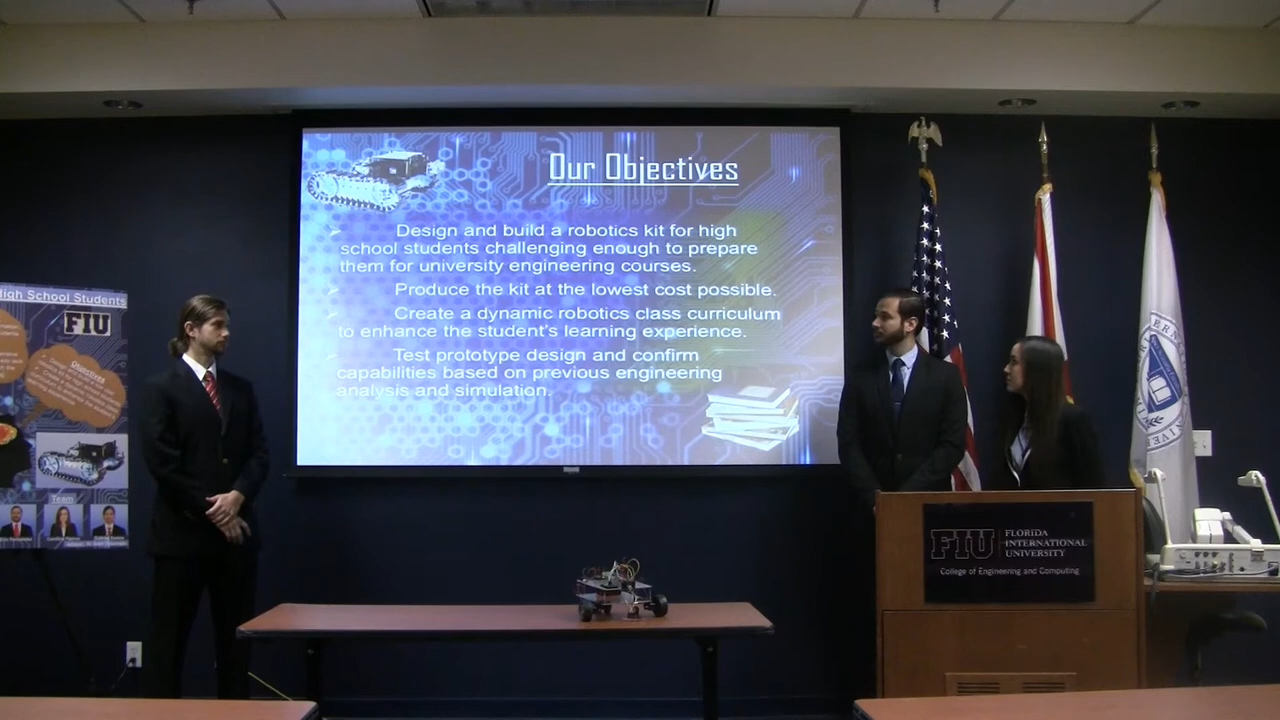 Our Objectives
Design and build a robotics kit for high
school students challenging enough to prepare
them for university engineering courses.
Produce the kit at the lowest cost possible.
Create a dynamic robotics class curriculum
to enhance the student's learning experience.
Test prototype design and confirm
capabilities based on previous engineering
analysis and simulation.
High School Students
FIU
Objectives
Team
FIU
FLORIDA
INTERNATIONAL
UNIVERSITY
College of Engineering and Computing